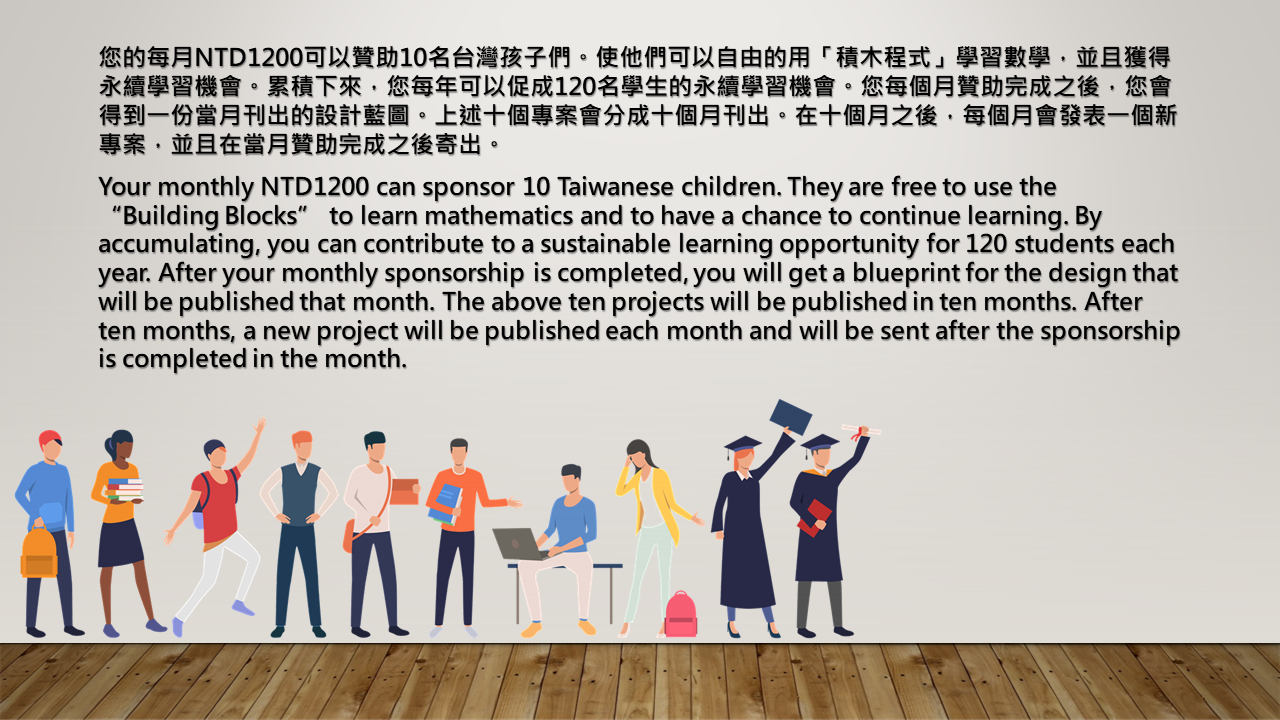 您的每月NTD1200可以贊助10名台灣孩子們。使他們可以自由的用「積木程式」學習數學，並且獲得
永續學習機會。累積下來，您每年可以促成120名學生的永續學習機會。您每個月贊助完成之後，您會
得到一份當月刊出的設計藍圖。上述十個專案會分成十個月刊出。在十個月之後，每個月會發表一個新
專案，並且在當月贊助完成之後寄出。
Your monthly NTD1200 can sponsor 10 Taiwanese children. They are free to use the
“Building Blocks” to learn mathematics and to have a chance to continue learning. By
accumulating, you can contribute to a sustainable learning opportunity for 120 students each
year. After your monthly sponsorship is completed, you will get a blueprint for the design that
will be published that month. The above ten projects will be published in ten months. After
ten months, a new project will be published each month and will be sent after the sponsorship
is completed in the month.